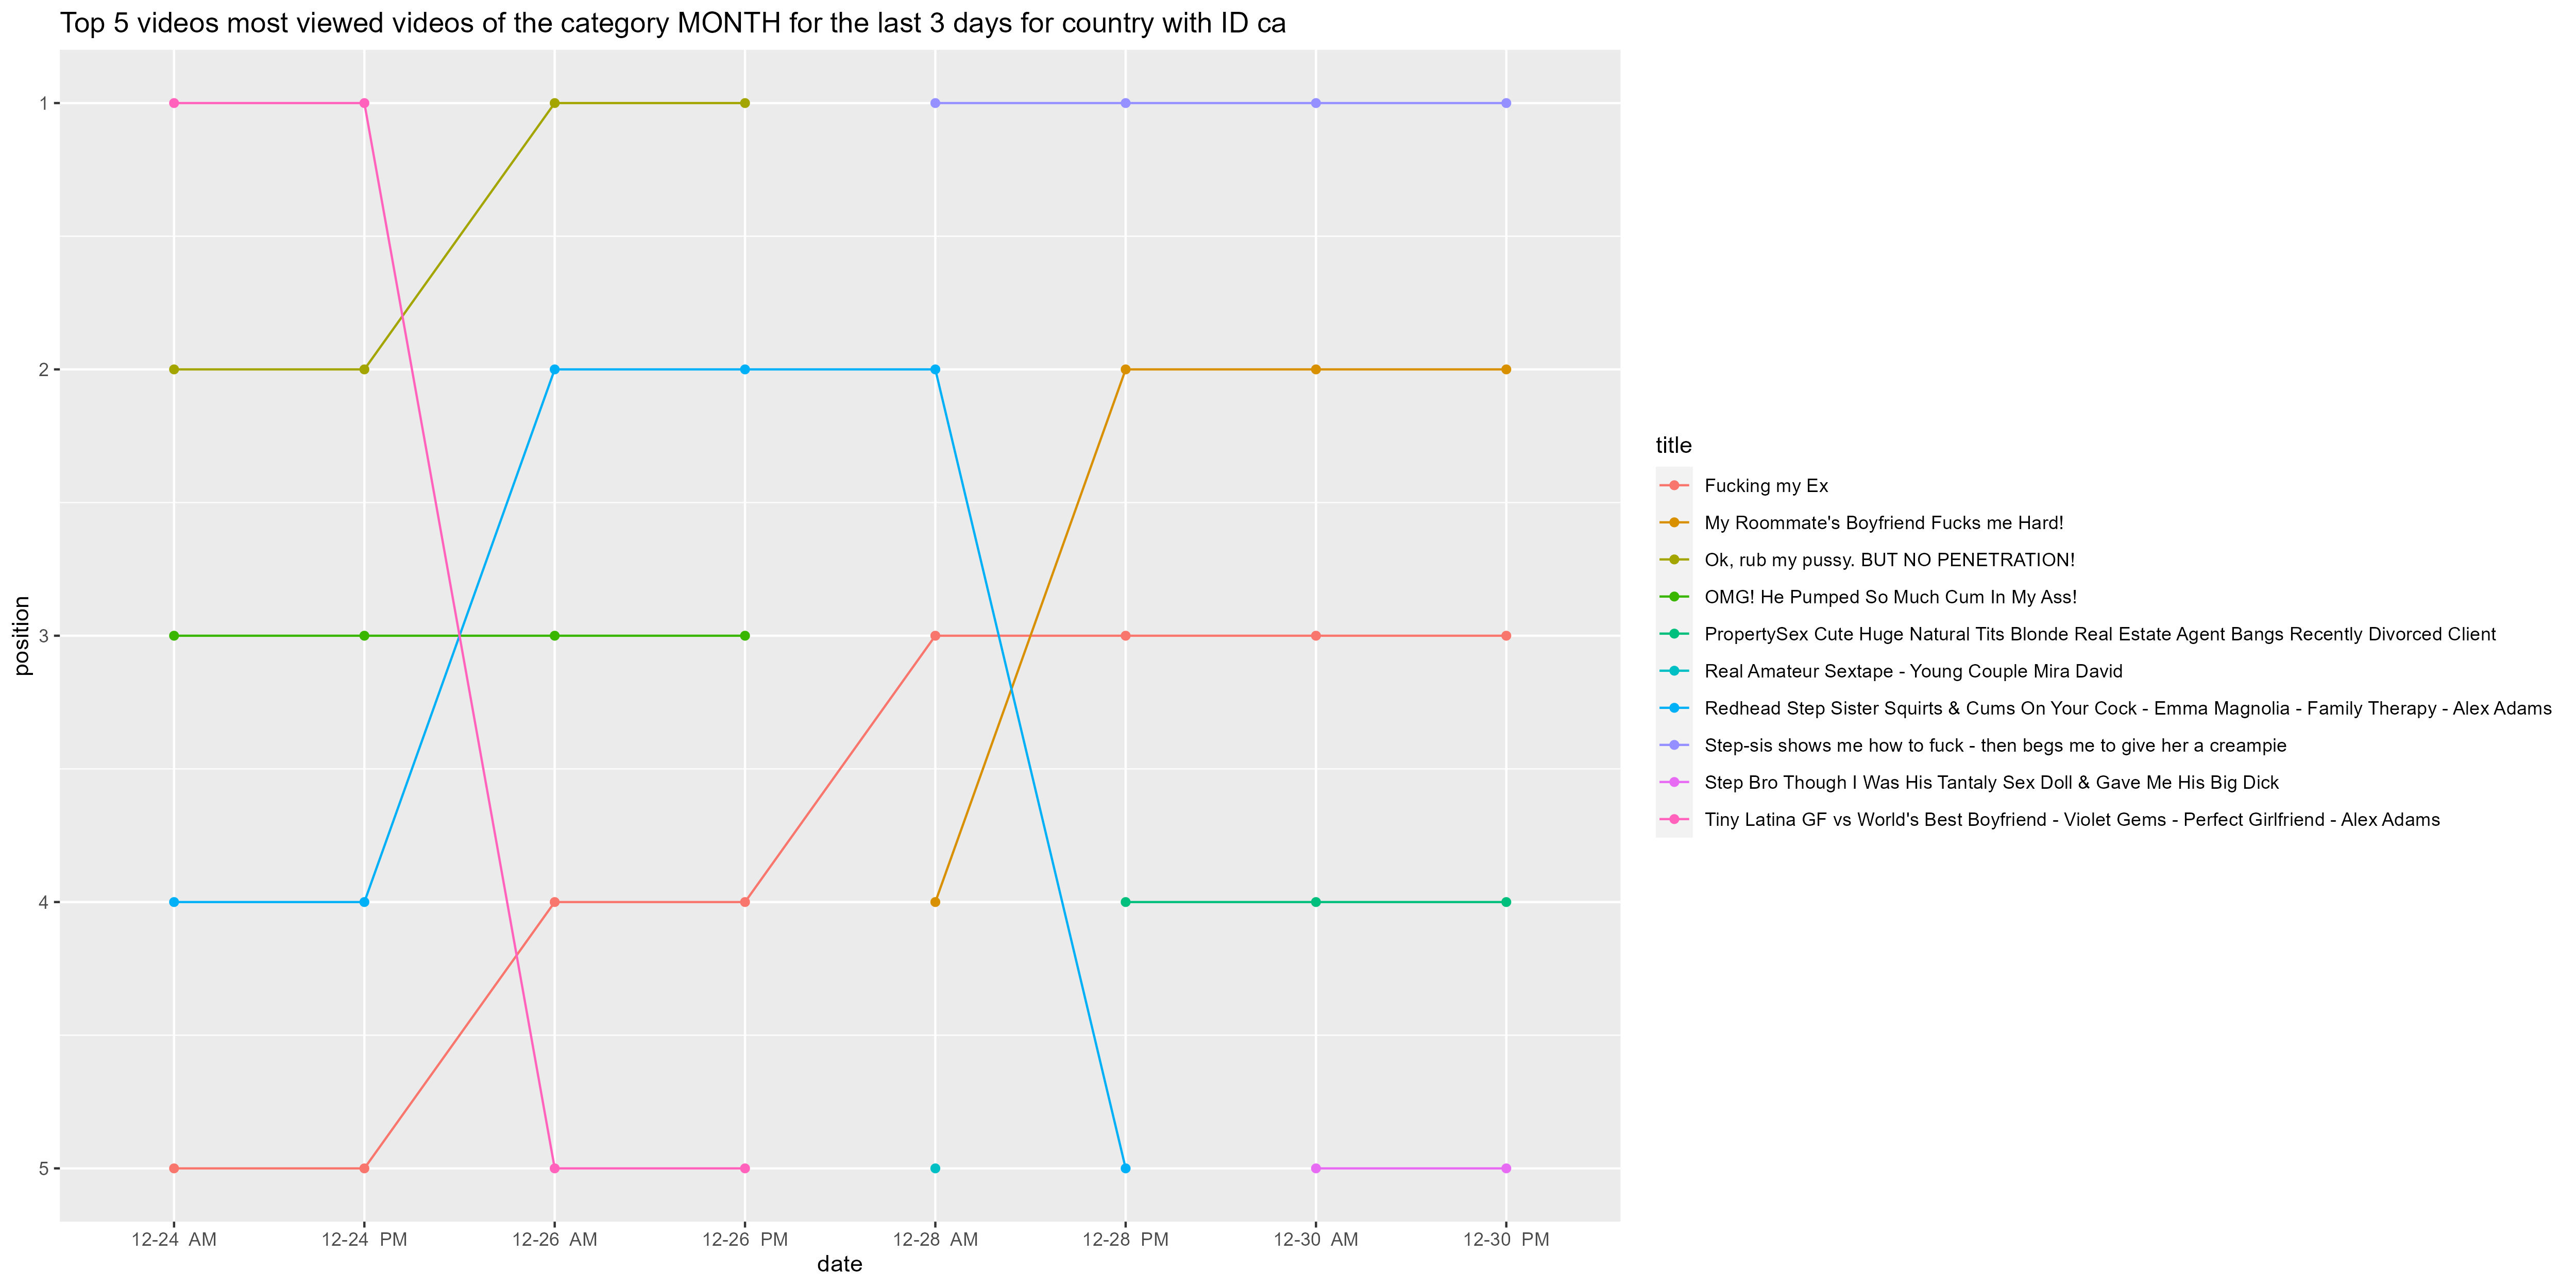 Top 5 videos most viewed videos of the category MONTH for the last 3 days for country with ID ca
position
1
2
3
4
5
12-24 AM
12-24 PM
12-26 AM
12-26 PM
12-28 AM
12-28 PM
12-30 AM
12-30 PM
date
title
Fucking my Ex
My Roommate's Boyfriend Fucks me Hard!
Ok, rub my pussy. BUT NO PENETRATION!
OMG! He Pumped So Much Cum In My Ass!
PropertySex Cute Huge Natural Tits Blonde Real Estate Agent Bangs Recently Divorced Client
Real Amateur Sextape - Young Couple Mira David
Redhead Step Sister Squirts & Cums On Your Cock - Emma Magnolia - Family Therapy - Alex Adams
Step-sis shows me how to fuck - then begs me to give her a creampie
Step Bro Though I Was His Tantaly Sex Doll & Gave Me His Big Dick
Tiny Latina GF vs World's Best Boyfriend - Violet Gems - Perfect Girlfriend - Alex Adams